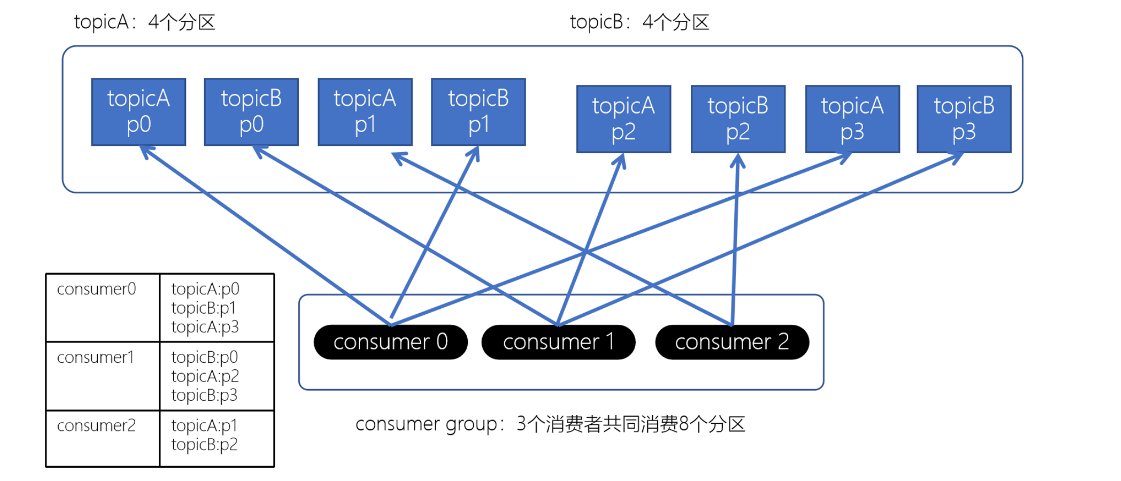 topicA：4个分区
topicB：4个分区
topicA
p0
topicB
p0
topicA
p1
topicB
p1
topicA
p2
topicB
p2
topicA
p3
topicB
p3
consumer0
topicA:p0
topicB:p1
topicA:p3
consumer1
topicB:p0
topicA:p2
topicB:p3
consumer2
topicA:p1
topicB:p2
consumer 0
consumer 1
consumer 2
consumer group：3个消费者共同消费8个分区